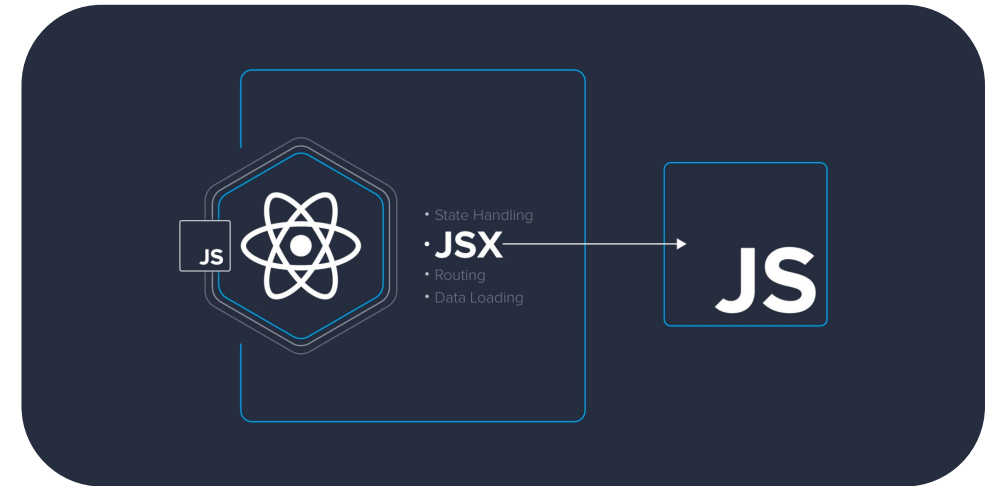 JS
• State Handling
• JSX
• Routing
• Data Loading
JS